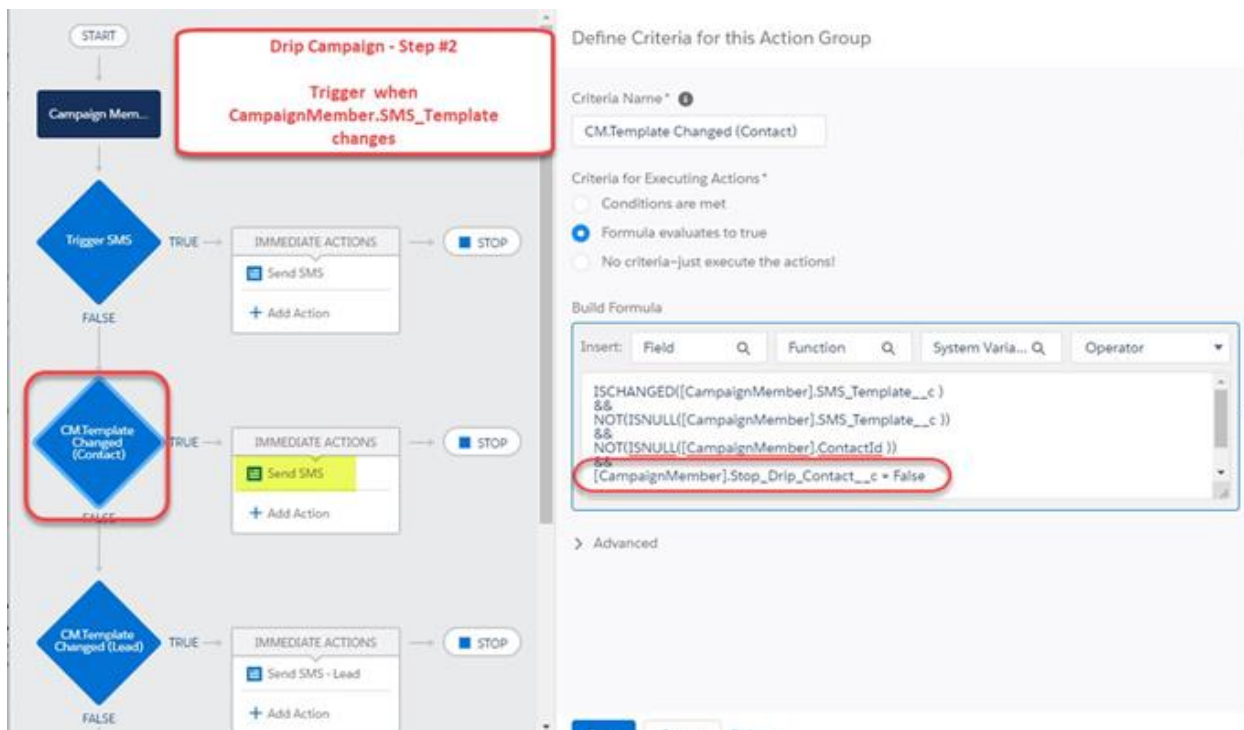 START
Drip Campaign - Step #2
Trigger when
CampaignMember.SMS_Template
changes
Campaign Mem...
Trigger SMS
TRUE
IMMEDIATE ACTIONS
STOP
Send SMS
+ Add Action
FALSE
CM.Template
Changed
(Contact)
TRUE
IMMEDIATE ACTIONS
STOP
Send SMS
+ Add Action
FALSE
CM.Template
Changed (Lead)
TRUE
IMMEDIATE ACTIONS
STOP
Send SMS - Lead
+ Add Action
FALSE
Define Criteria for this Action Group
Criteria Name*
CM.Template Changed (Contact)
Criteria for Executing Actions*
Conditions are met
Formula evaluates to true
No criteria–just execute the actions!
Build Formula
Insert: Field Function System Varia... Operator
ISCHANGED([CampaignMember].SMS_Template__c )
&&
NOT(ISNULL([CampaignMember].SMS_Template__c ))
&&
NOT(ISNULL([CampaignMember].ContactId ))
&&
[CampaignMember].Stop_Drip_Contact__c = False
Advanced